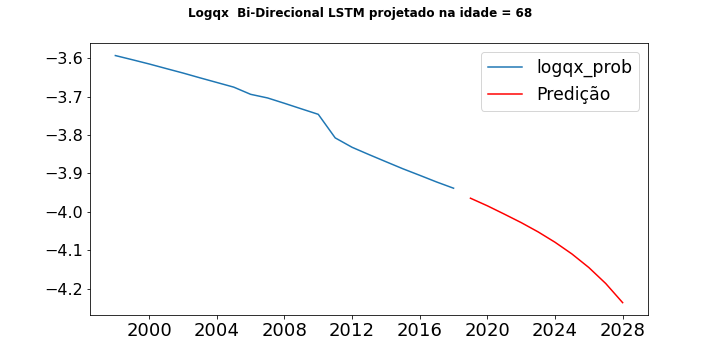 Logqx Bi-Direcional LSTM projetado na idade = 68
logqx_prob
Predição
−3.6
−3.7
−3.8
−3.9
−4.0
−4.1
−4.2
2000 2004 2008 2012 2016 2020 2024 2028